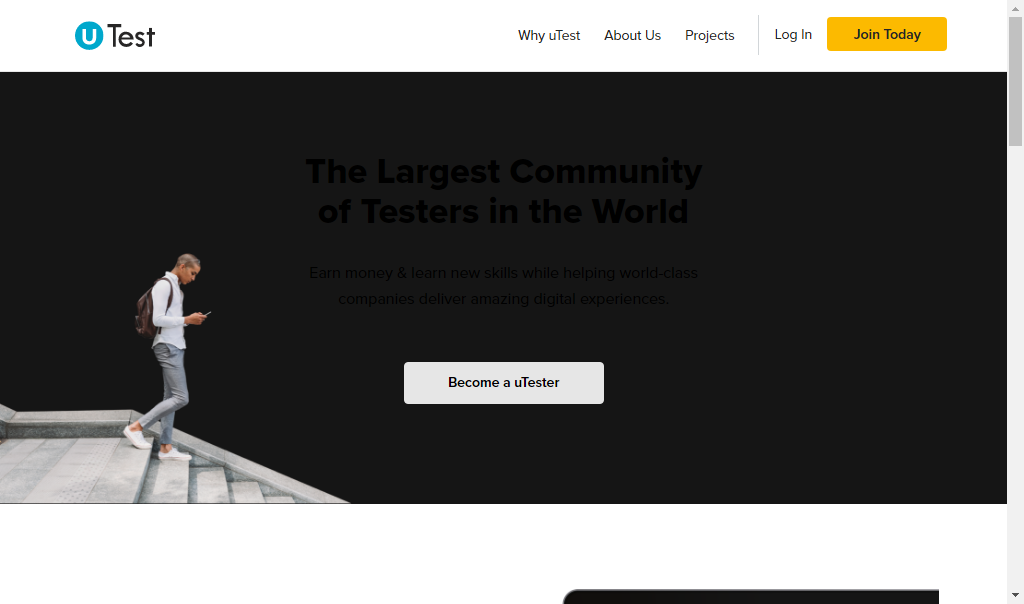 uTest
Why uTest
About Us
Projects
Log In
Join Today
The Largest Community
of Testers in the World
Earn money & learn new skills while helping world-class
companies deliver amazing digital experiences.
Become a uTester